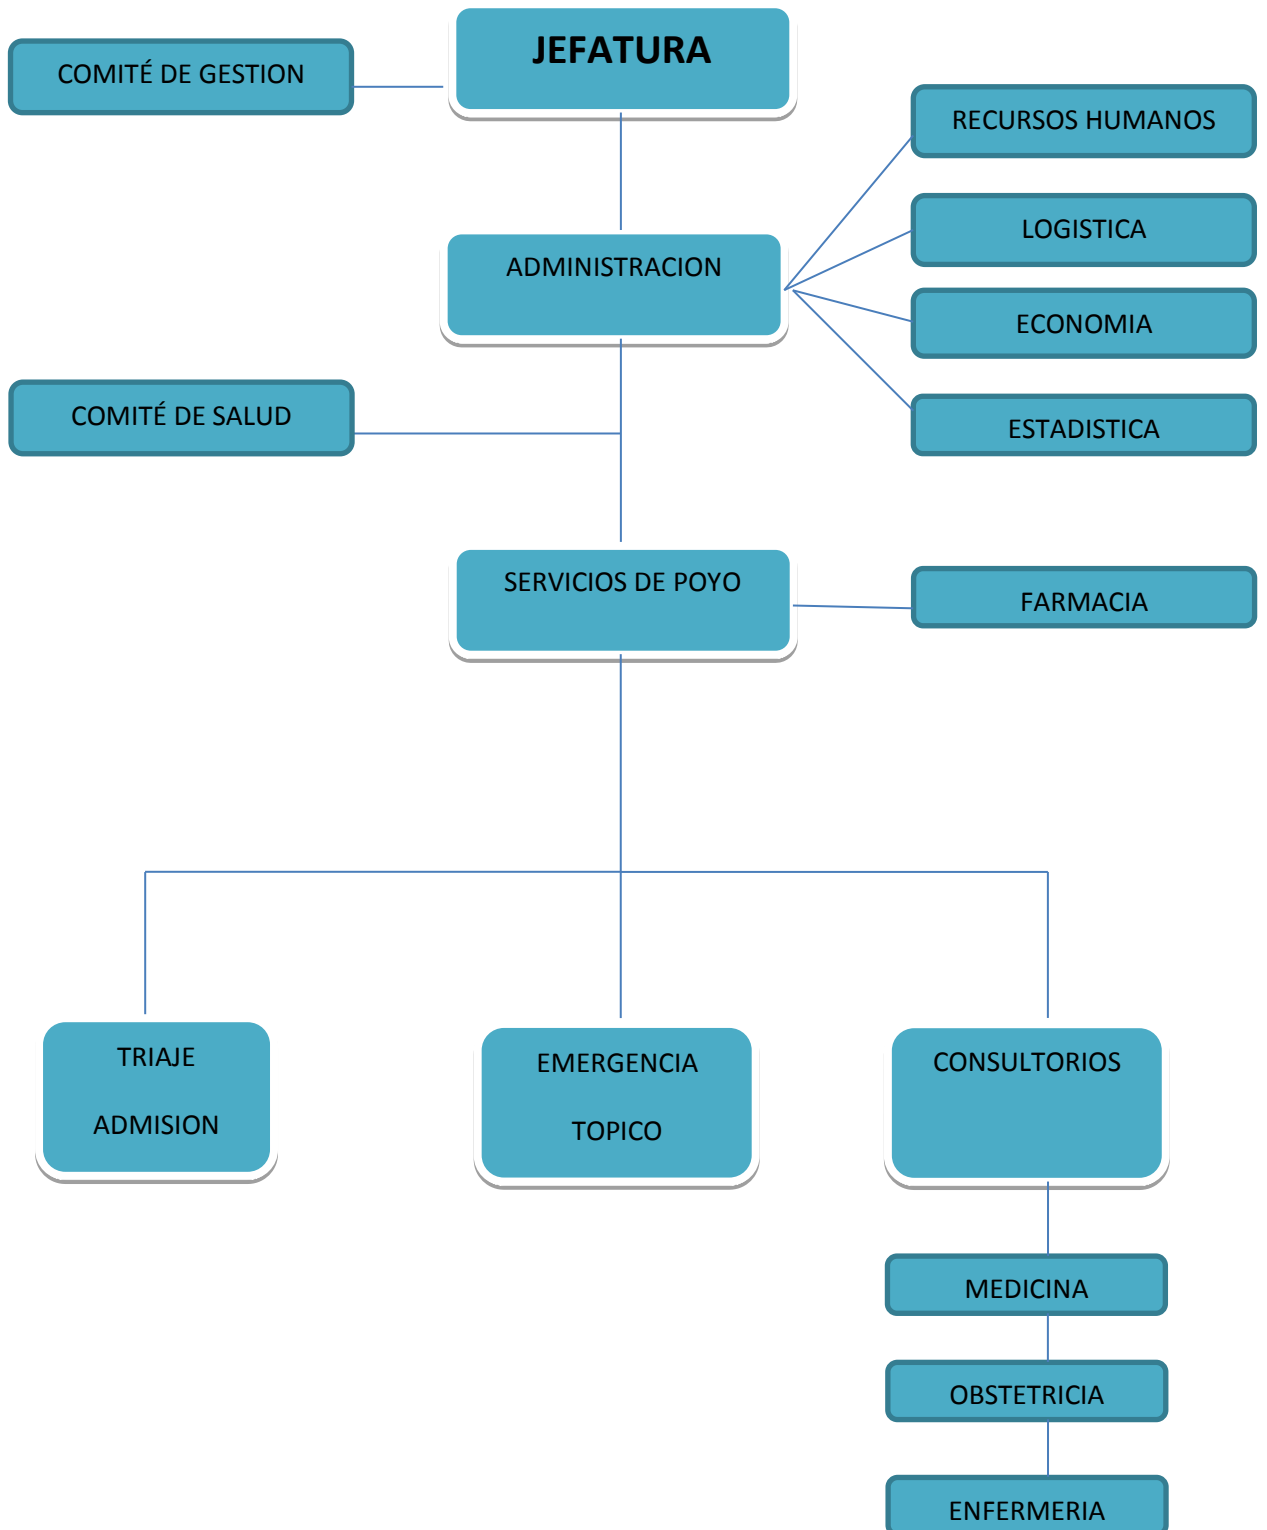 JEFATURA
COMITÉ DE GESTION
RECURSOS HUMANOS
LOGISTICA
ADMINISTRACION
ECONOMIA
COMITÉ DE SALUD
ESTADISTICA
SERVICIOS DE POYO
FARMACIA
TRIAJE
ADMISION
EMERGENCIA
TOPICO
CONSULTORIOS
MEDICINA
OBSTETRICIA
ENFERMERIA